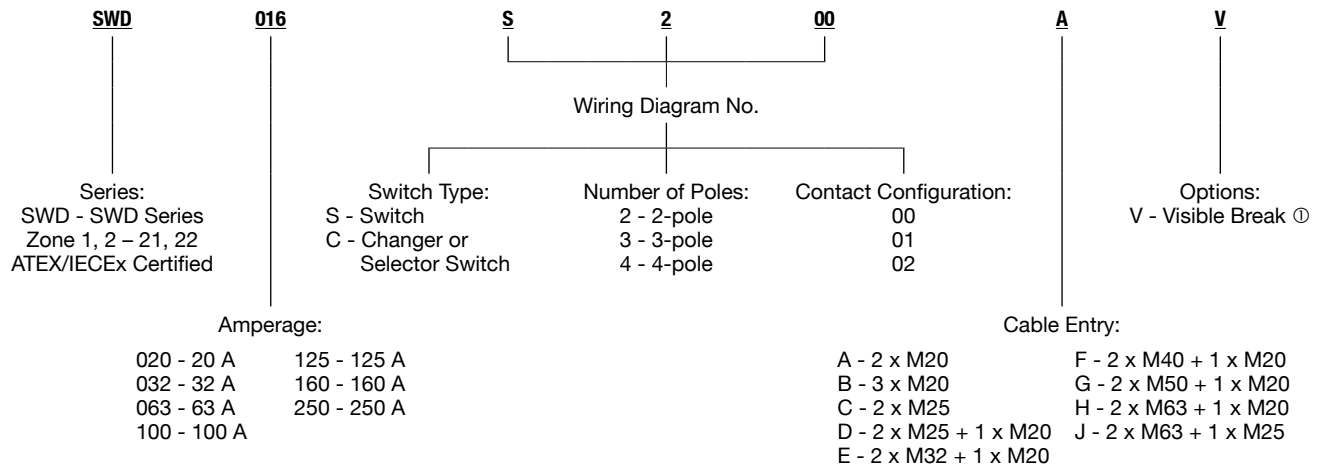 SWD 016 S 2 00 A V
Wiring Diagram No.
Series:
SWD - SWD Series
Zone 1, 2 – 21, 22
ATEX/IECEx Certified
Switch Type:
S - Switch
C - Changer or
Selector Switch
Number of Poles:
2 - 2-pole
3 - 3-pole
4 - 4-pole
Contact Configuration:
00
01
02
Options:
V - Visible Break ①
Amperage:
020 - 20 A
032 - 32 A
063 - 63 A
100 - 100 A
125 - 125 A
160 - 160 A
250 - 250 A
Cable Entry:
A - 2 x M20
B - 3 x M20
C - 2 x M25
D - 2 x M25 + 1 x M20
E - 2 x M32 + 1 x M20
F - 2 x M40 + 1 x M20
G - 2 x M50 + 1 x M20
H - 2 x M63 + 1 x M20
J - 2 x M63 + 1 x M25